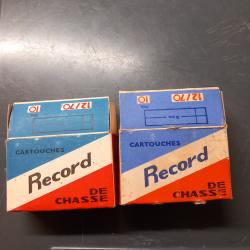 12/70 10
12/70 10
CARTOUCHES
Record
DE
CHASSE
CARTOUCHES
Record
DE
CHASSE